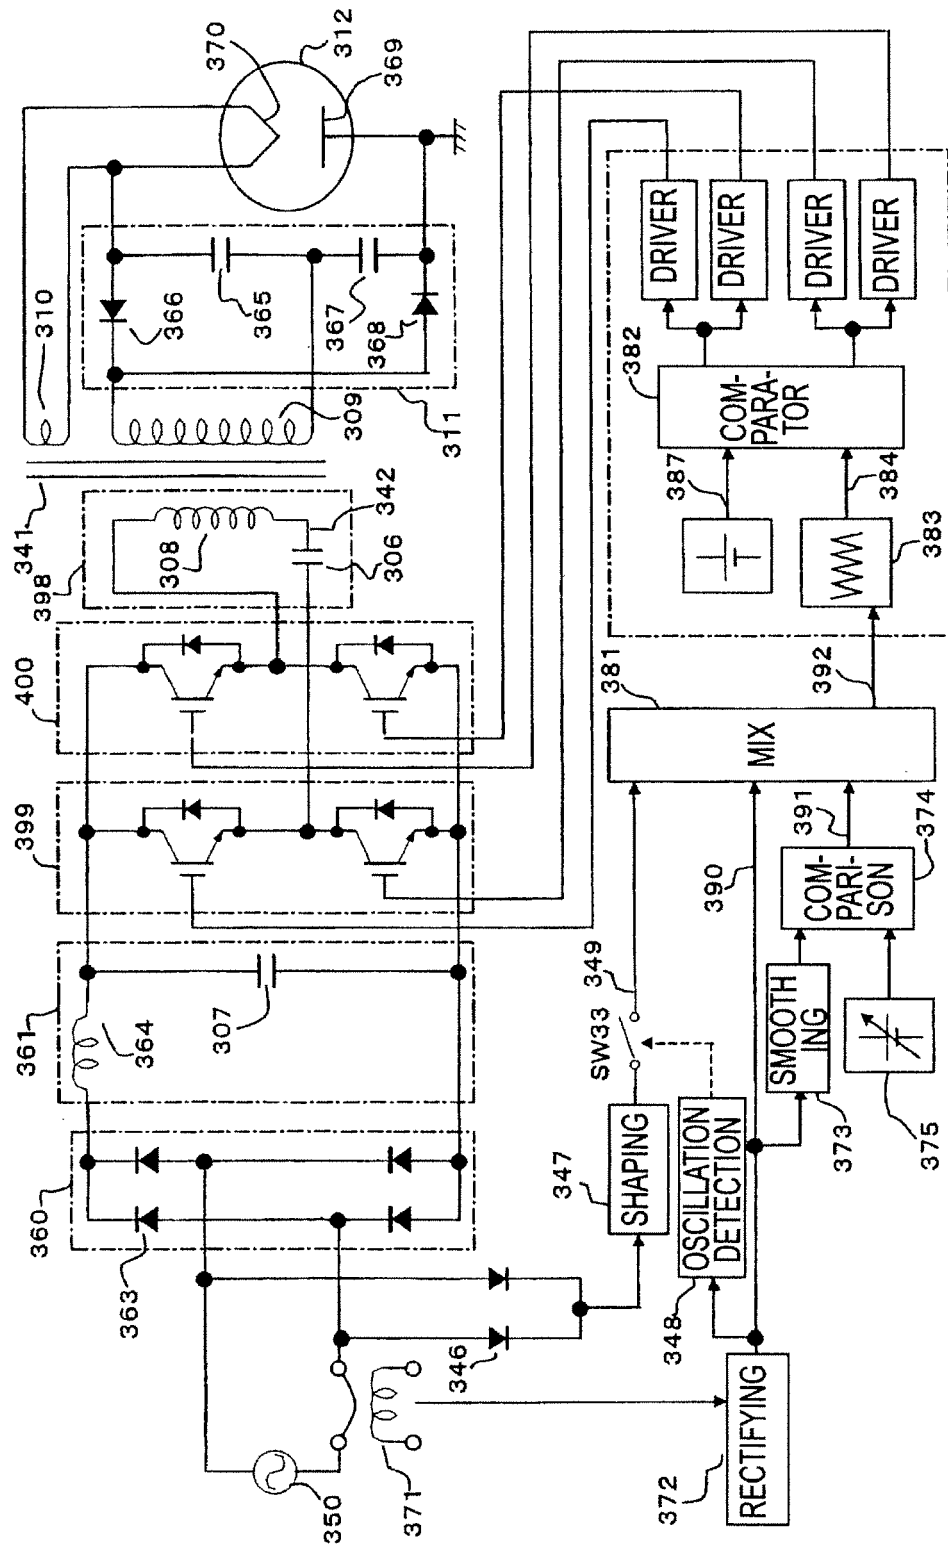 310
370
312
369
366
365
367
368
341
309
311
398
308
342
306
400
399
361
364
307
360
363
350
371
346
347
SHAPING
SW33
349
348
OSCILLATION
DETECTION
372
RECTIFYING
373
SMOOTH
ING
375
390
391
COM-
PARI-
SON
374
381
MIX
392
382
387
COM-
PARA-
TOR
384
383
DRIVER
DRIVER
DRIVER
DRIVER